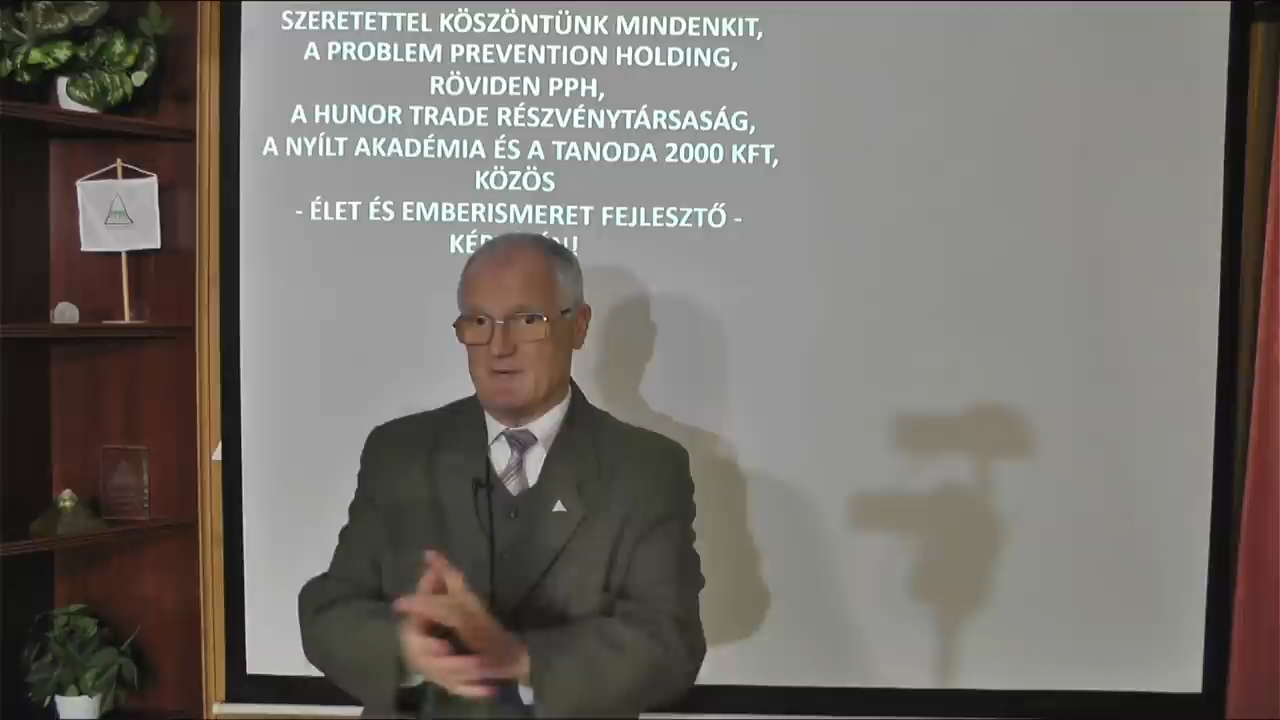 SZERETETTEL KÖSZÖNTÜNK MINDENKIT,
A PROBLEM PREVENTION HOLDING,
RÖVIDEN PPH,
A HUNOR TRADE RÉSZVÉNYTÁRSASÁG,
A NYÍLT AKADÉMIA ÉS A TANODA 2000 KFT,
KÖZÖS
- ÉLET ÉS EMBERISMERET FEJLESZTŐ -